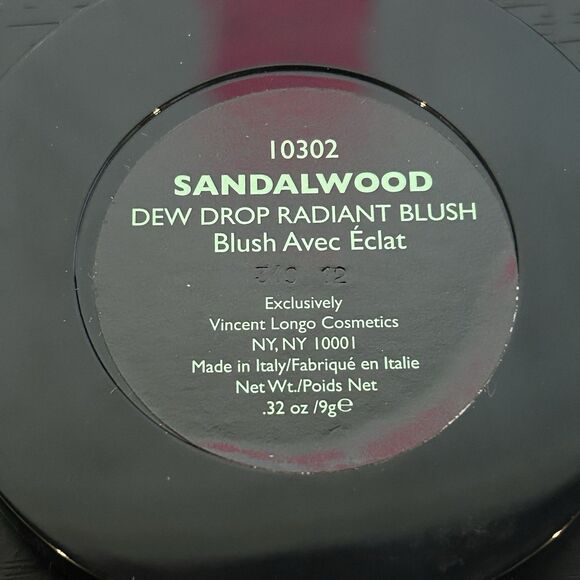 10302
SANDALWOOD
DEW DROP RADIANT BLUSH
Blush Avec Éclat
Exclusively
Vincent Longo Cosmetics
NY, NY 10001
Made in Italy/Fabriqué en Italie
Net Wt./Poids Net
.32 oz /9g℮